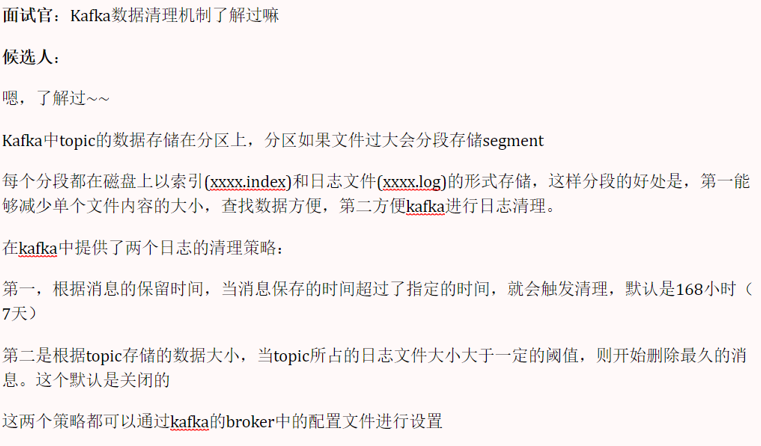 面试官：Kafka数据清理机制了解过嘛
候选人：
嗯，了解过~~
Kafka中topic的数据存储在分区上，分区如果文件过大会分段存储segment
每个分段都在磁盘上以索引(xxxx.index)和日志文件(xxxx.log)的形式存储，这样分段的好处是，第一能
够减少单个文件内容的大小，查找数据方便，第二方便kafka进行日志清理。
在kafka中提供了两个日志的清理策略：
第一，根据消息的保留时间，当消息保存的时间超过了指定的时间，就会触发清理，默认是168小时（
7天）
第二是根据topic存储的数据大小，当topic所占的日志文件大小大于一定的阈值，则开始删除最久的消
息。这个默认是关闭的
这两个策略都可以通过kafka的broker中的配置文件进行设置